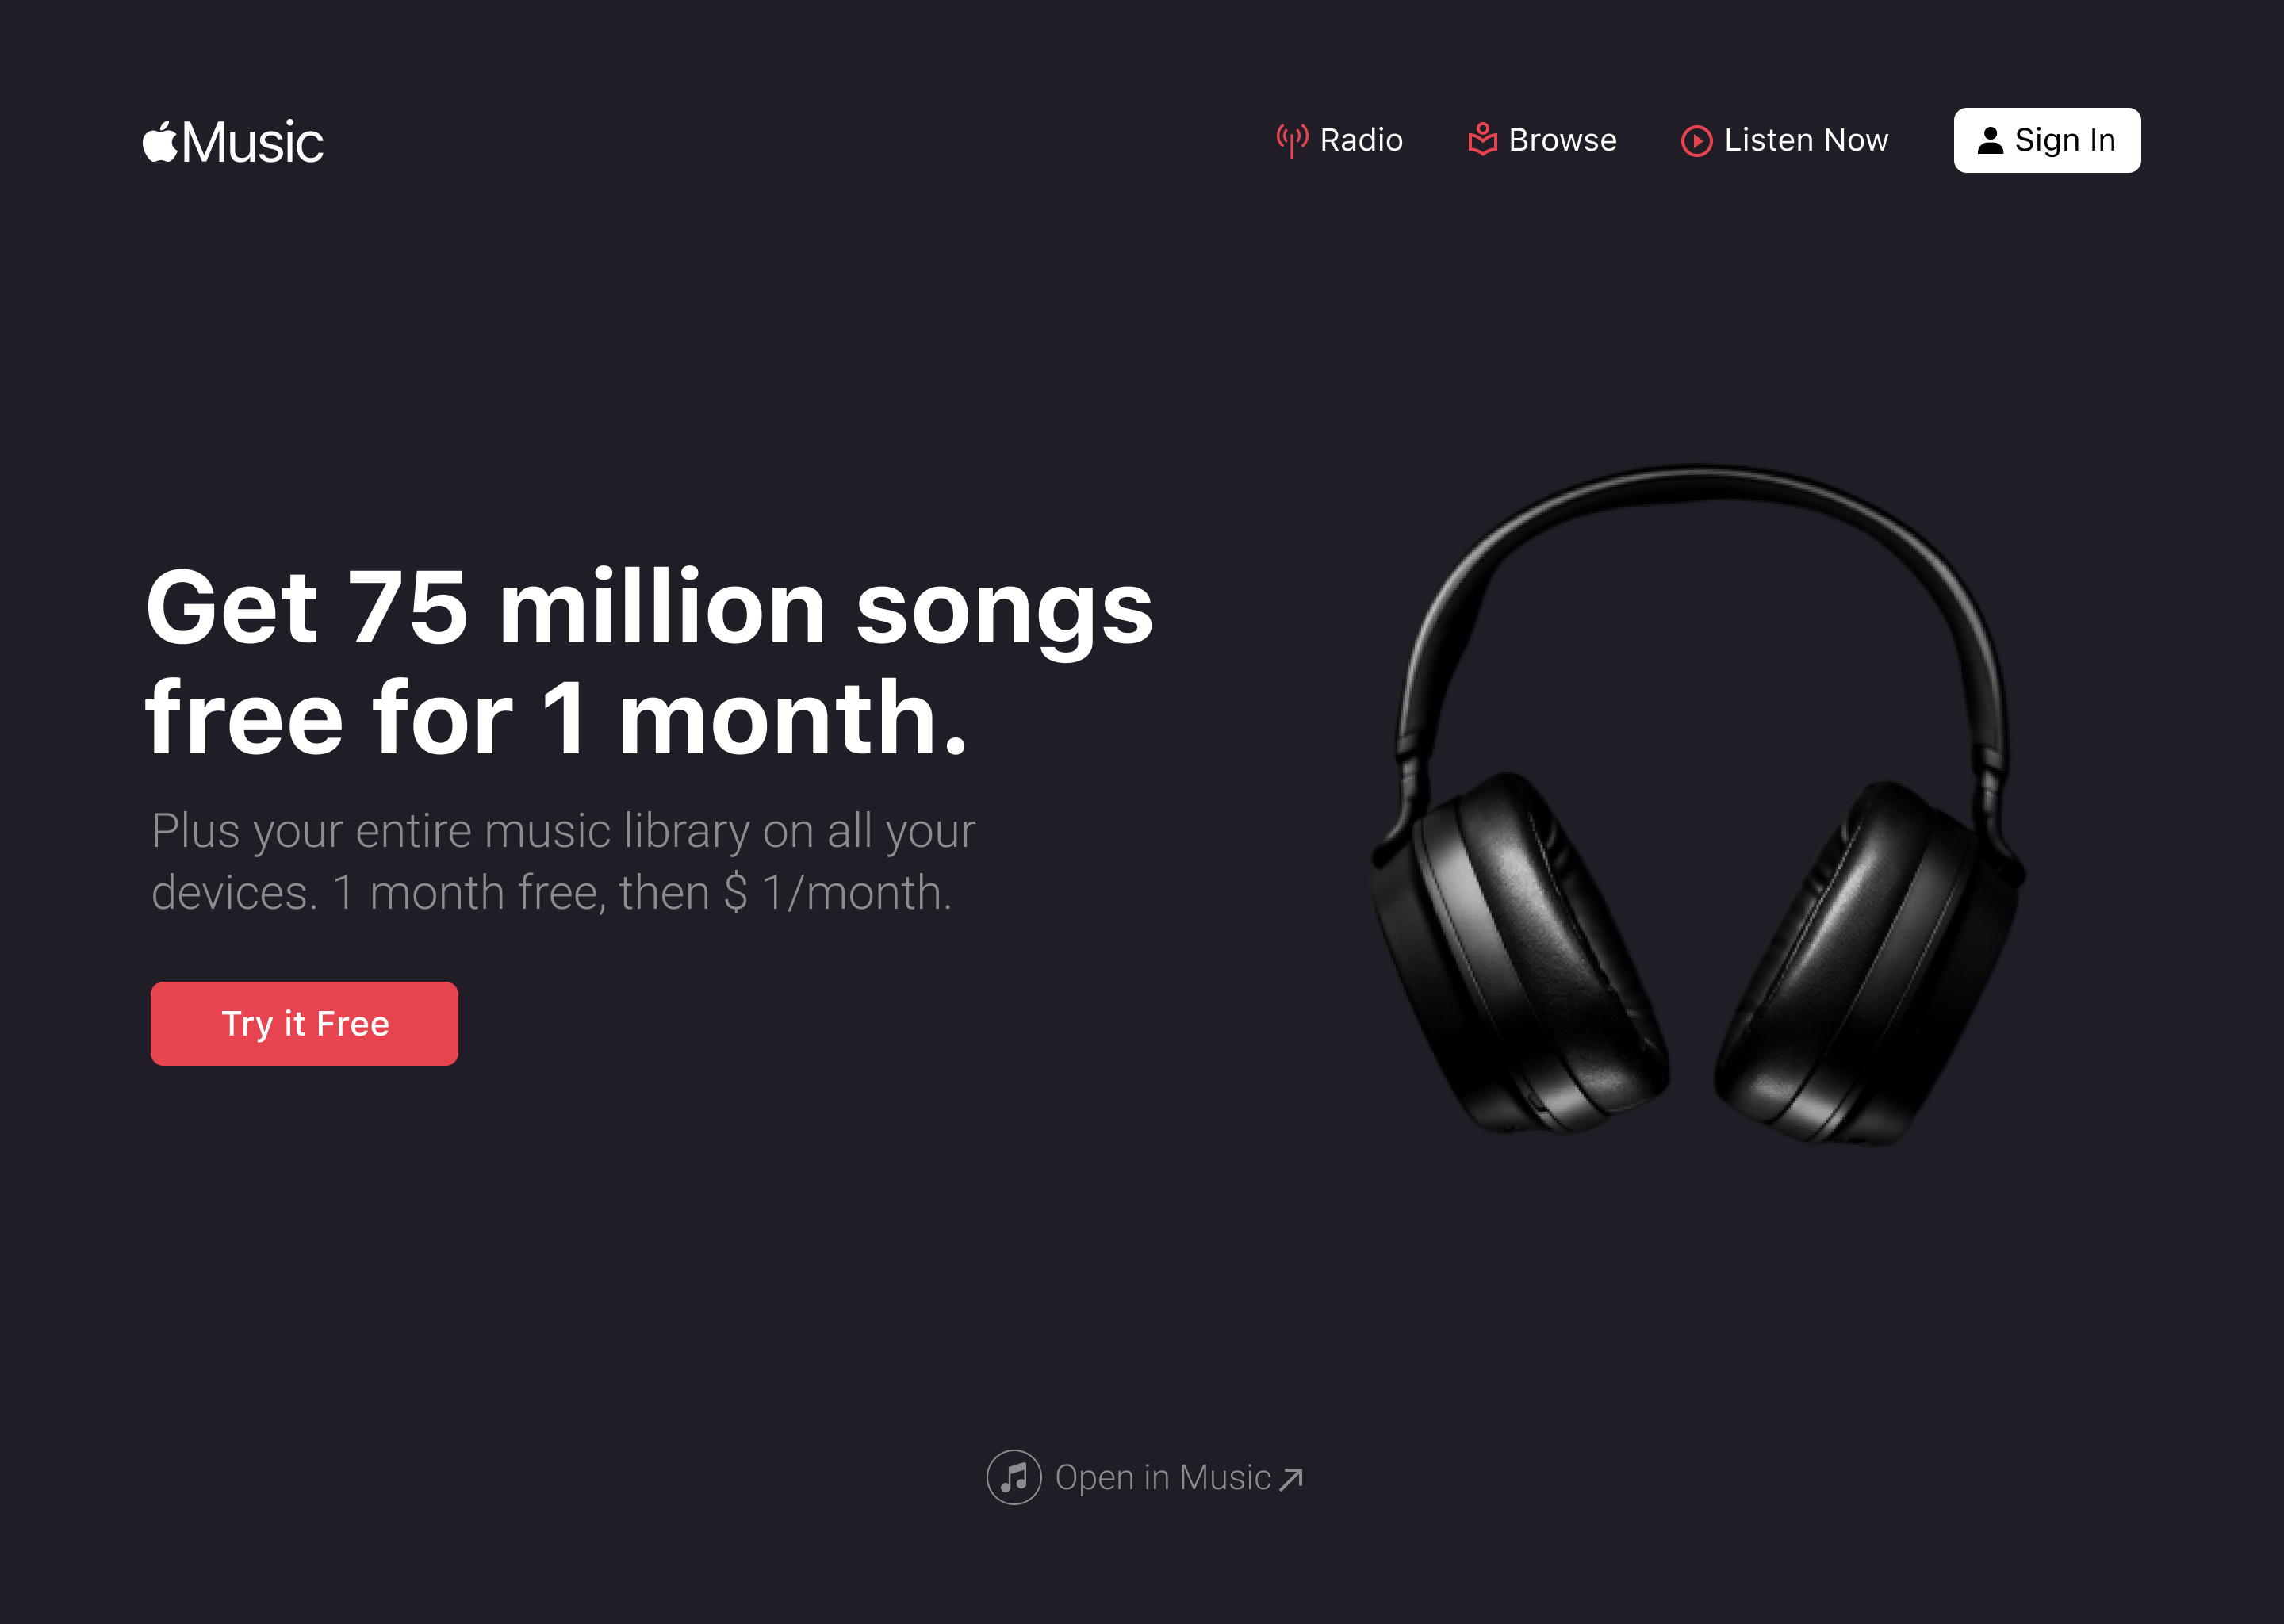 Music
Radio
Browse
Listen Now
Sign In
Get 75 million songs
free for 1 month.
Plus your entire music library on all your
devices. 1 month free, then $ 1/month.
Try it Free
Open in Music